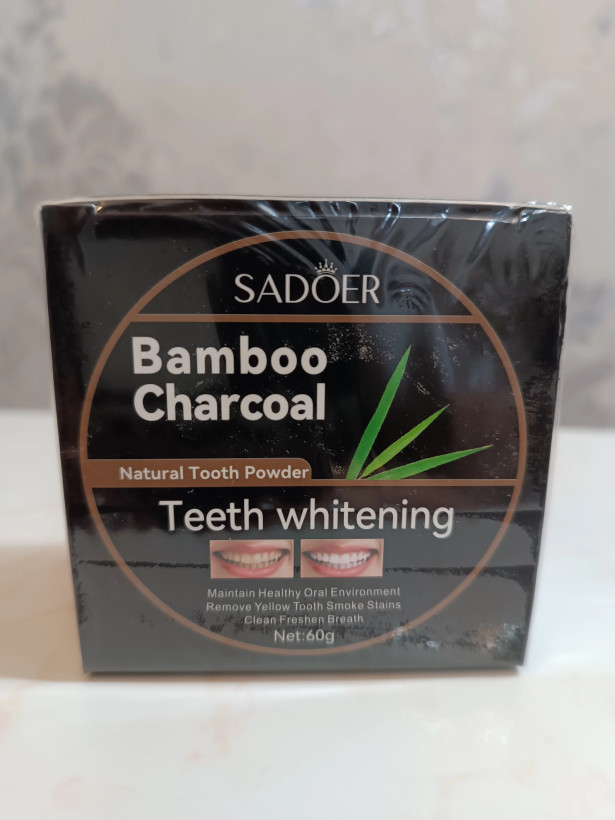 SADOER
Bamboo
Charcoal
Natural Tooth Powder
Teeth whitening
Maintain Healthy Oral Environment
Remove Yellow Tooth Smoke Stains
Clean Freshen Breath
Net:60g